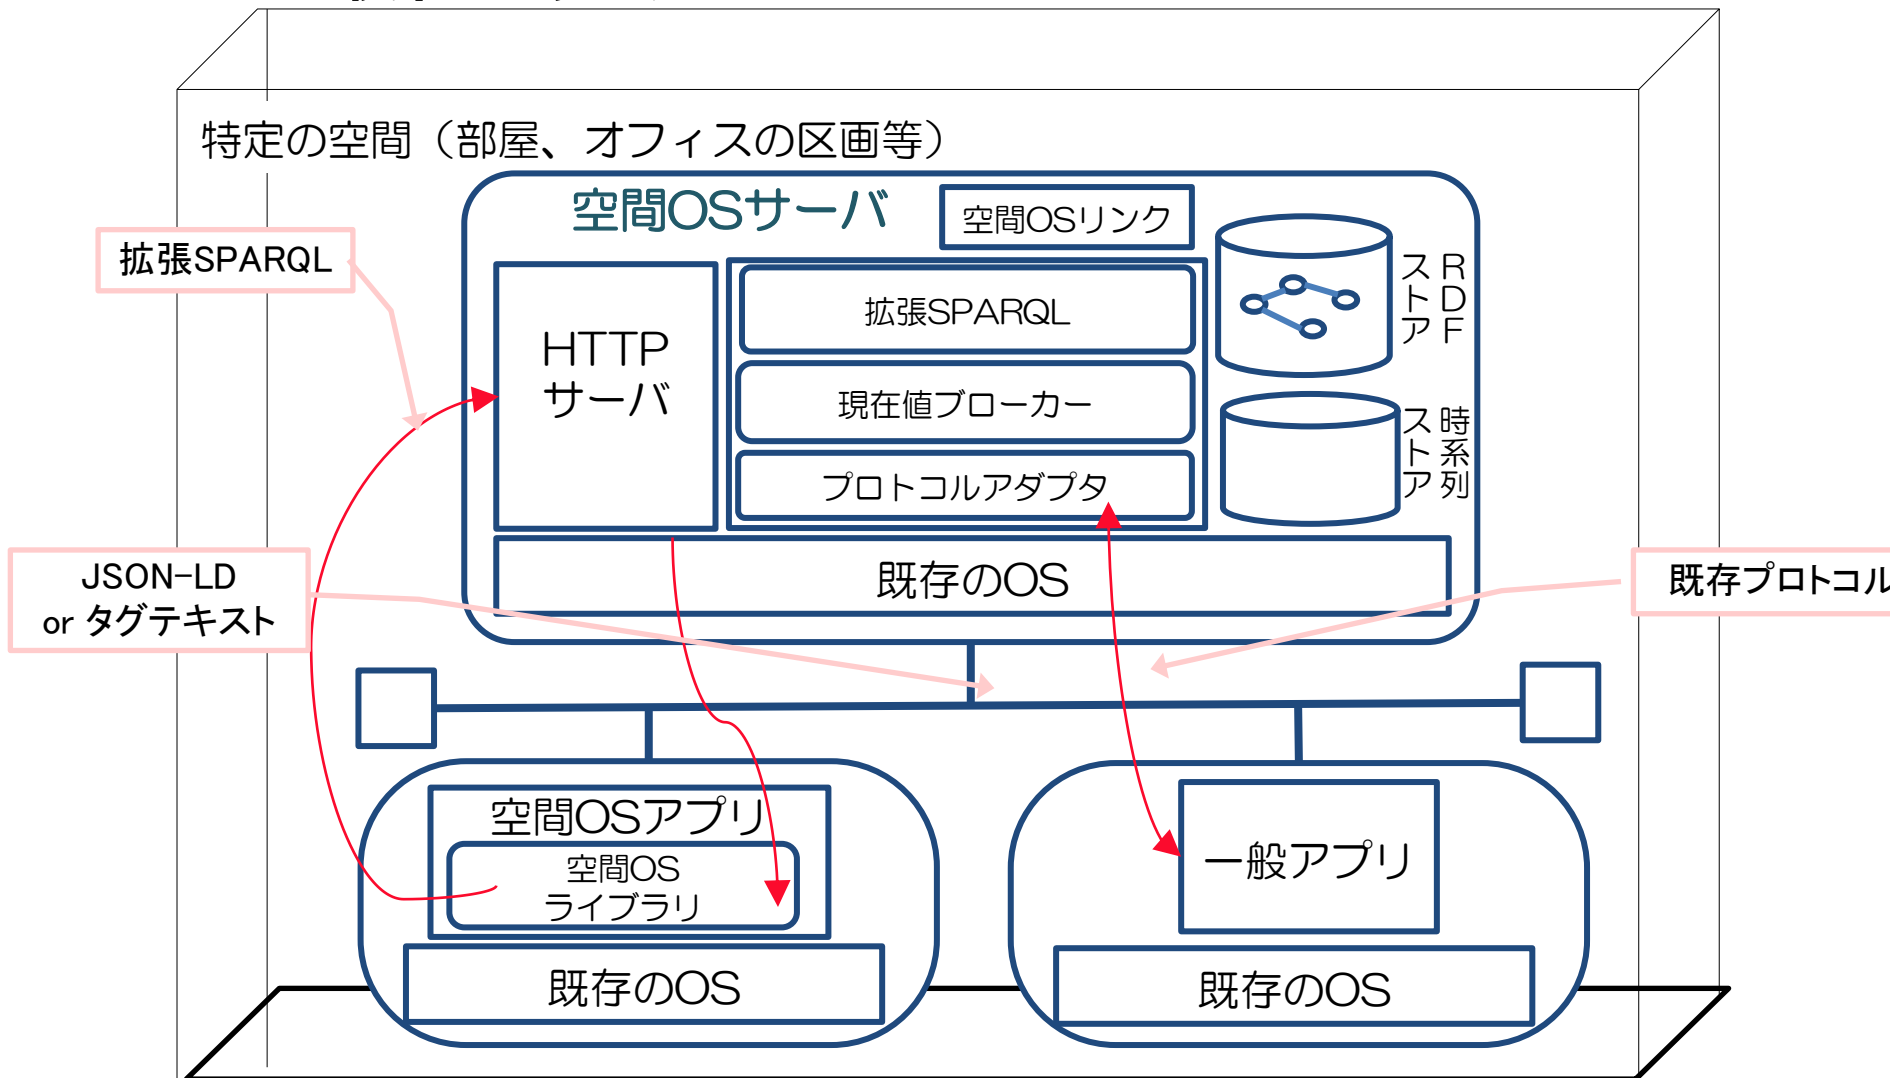 特定の空間（部屋、オフィスの区画等）
空間OSサーバ
空間OSリンク
拡張SPARQL
HTTP
サーバ
拡張SPARQL
現在値ブローカー
プロトコルアダプタ
RDF
ストア
時系列
ストア
既存のOS
JSON-LD
or タグテキスト
既存プロトコル
空間OSアプリ
空間OS
ライブラリ
既存のOS
一般アプリ
既存のOS